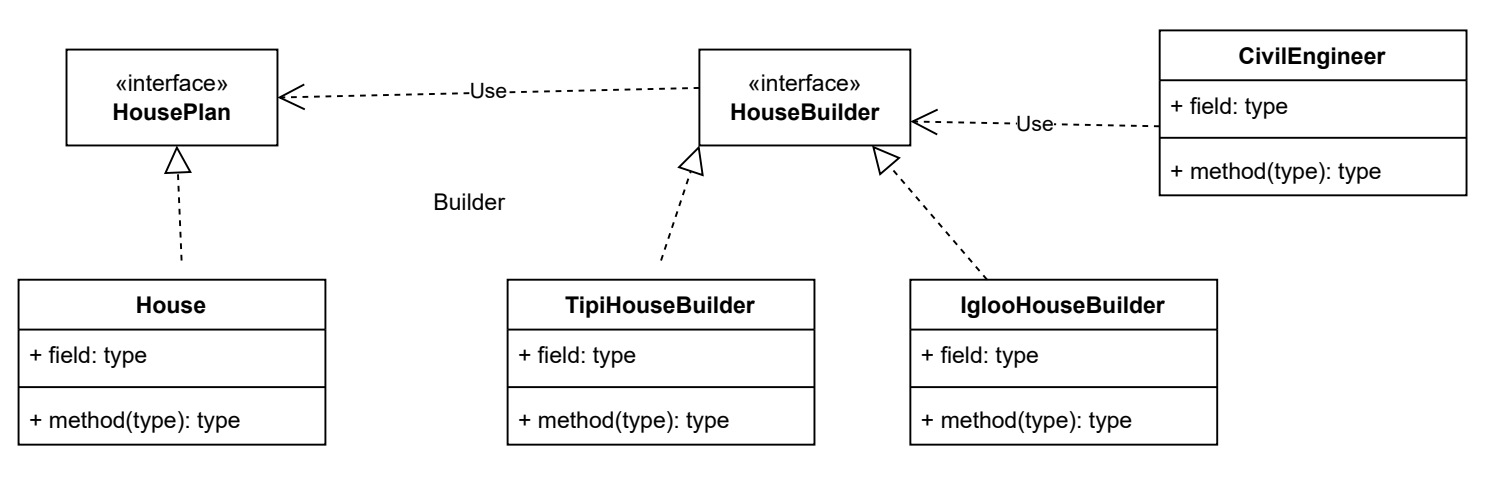 «interface»
HousePlan
Use
«interface»
HouseBuilder
Use
CivilEngineer
+ field: type
+ method(type): type
Builder
House
+ field: type
+ method(type): type
TipiHouseBuilder
+ field: type
+ method(type): type
IglooHouseBuilder
+ field: type
+ method(type): type